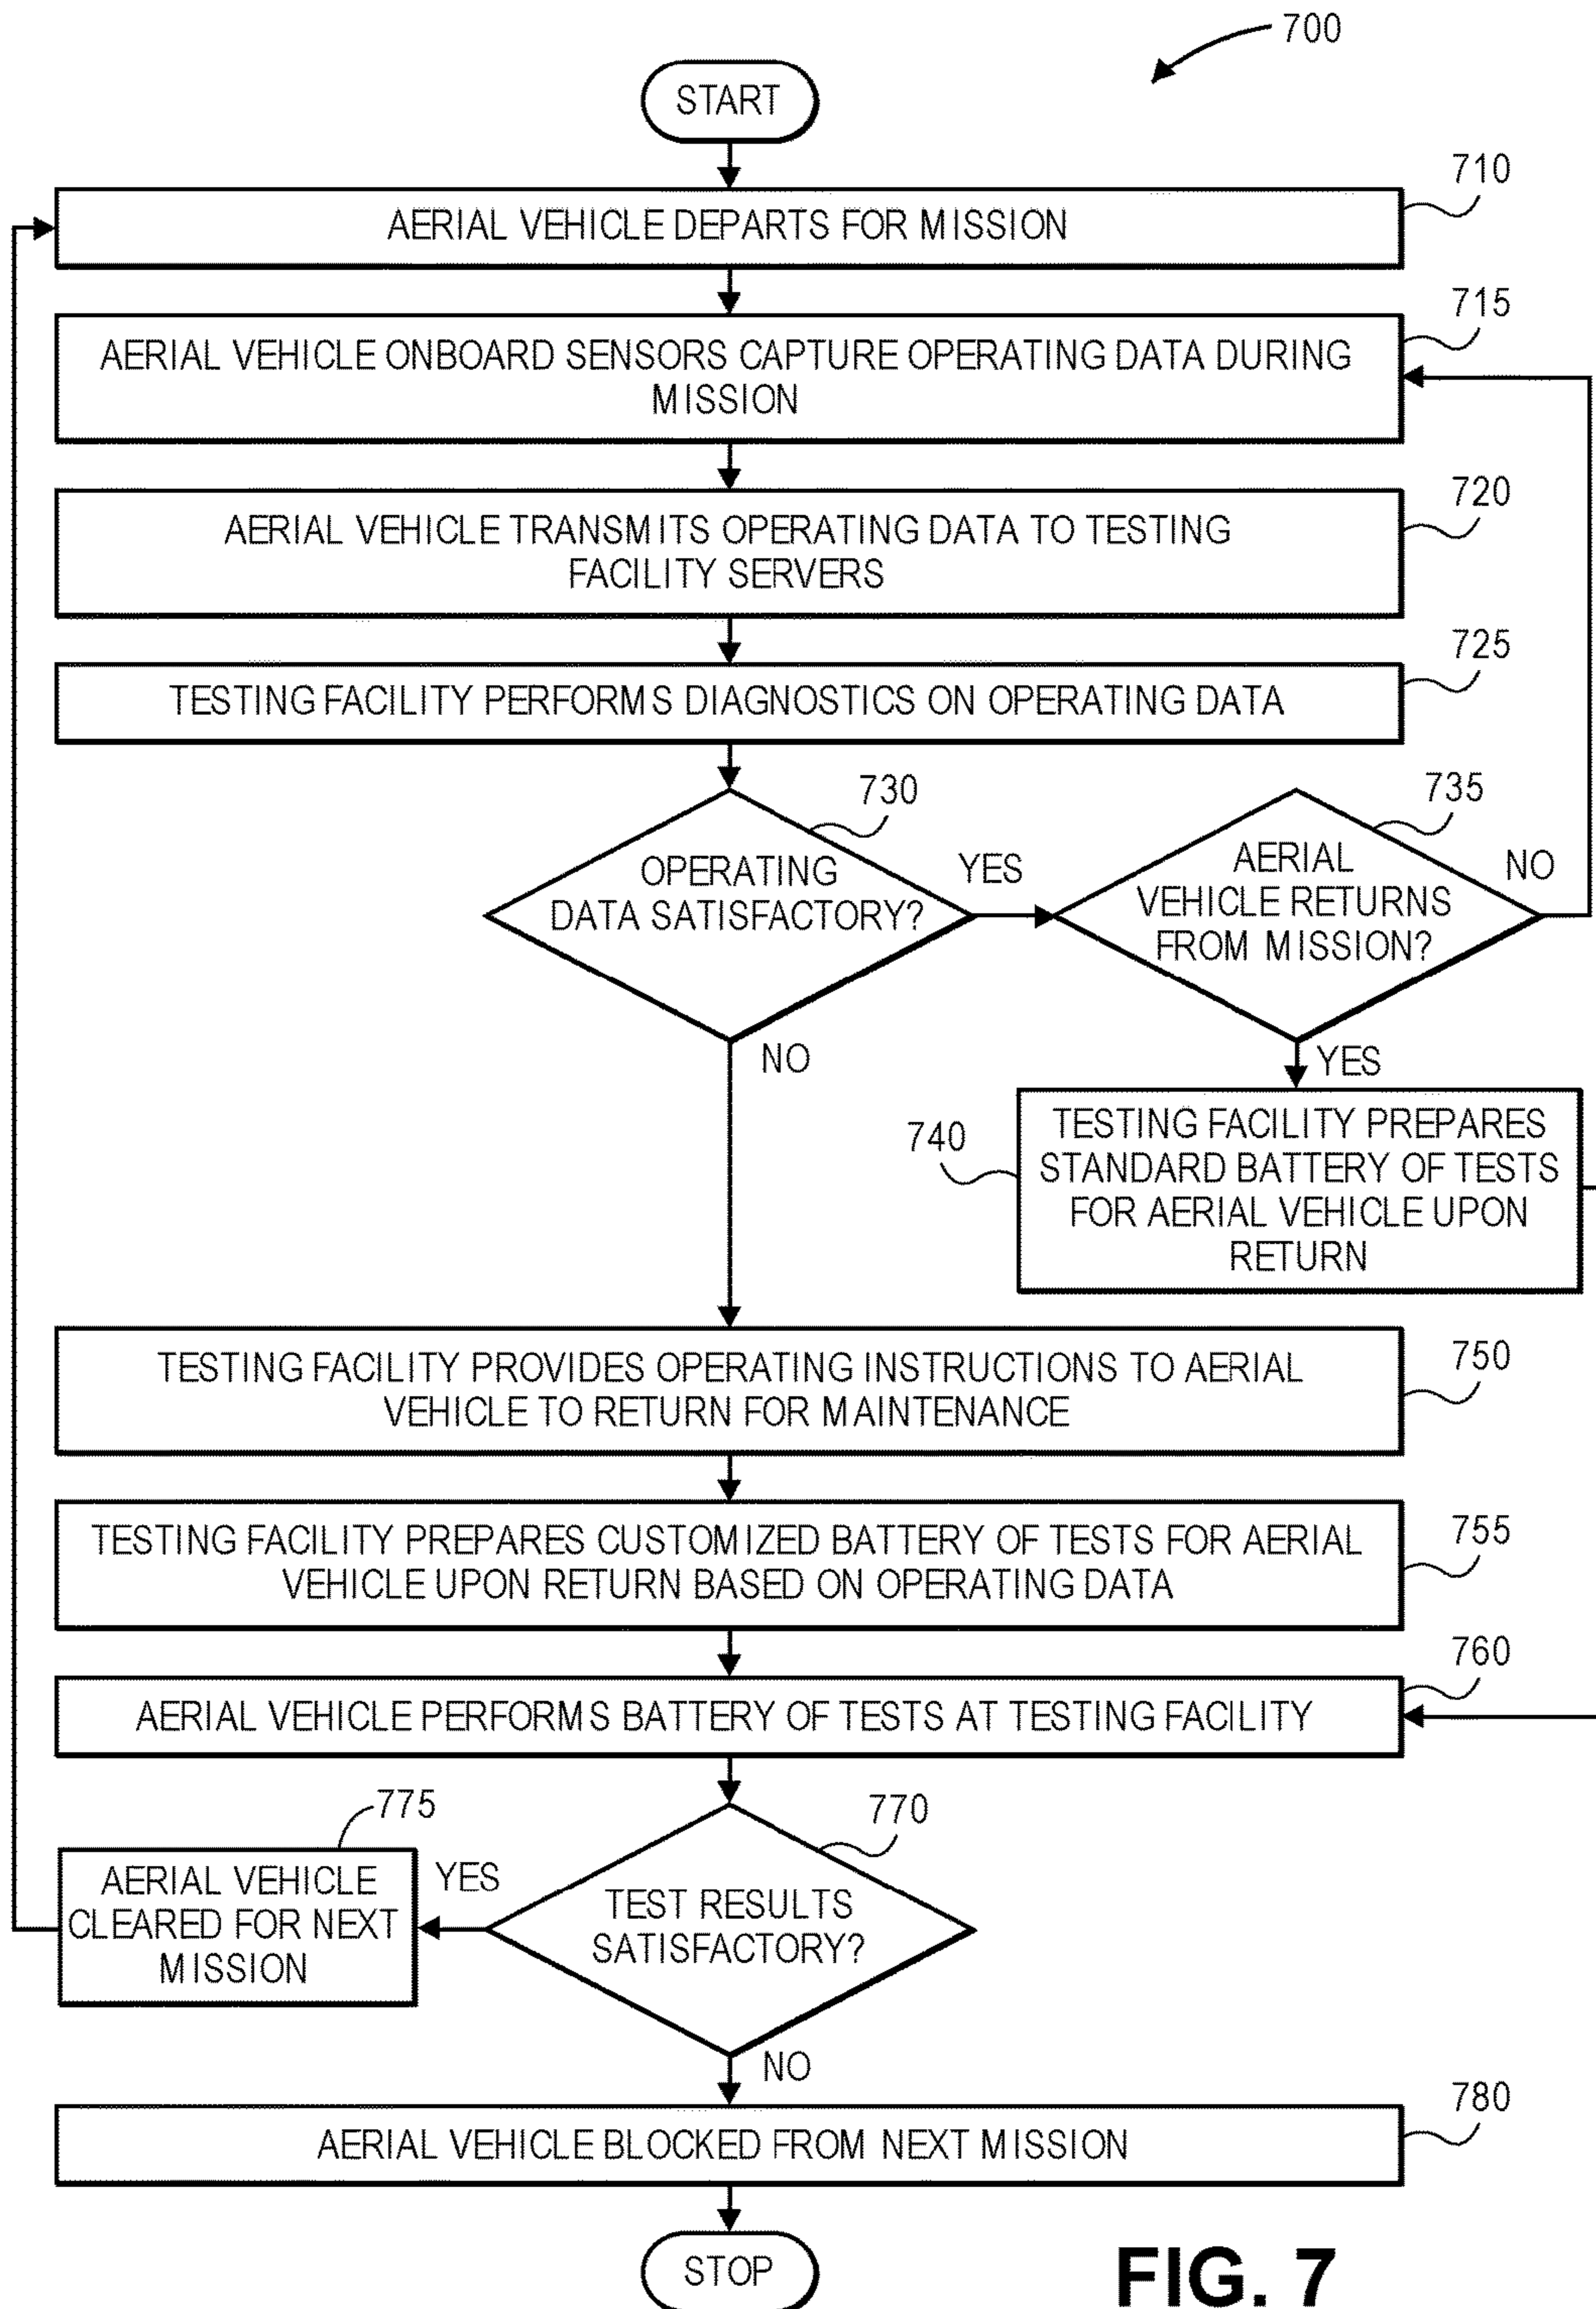 700
START
710
AERIAL VEHICLE DEPARTS FOR MISSION
715
AERIAL VEHICLE ONBOARD SENSORS CAPTURE OPERATING DATA DURING
MISSION
720
AERIAL VEHICLE TRANSMITS OPERATING DATA TO TESTING
FACILITY SERVERS
725
TESTING FACILITY PERFORMS DIAGNOSTICS ON OPERATING DATA
730
OPERATING
DATA SATISFACTORY?
YES
735
AERIAL
VEHICLE RETURNS
FROM MISSION?
NO
NO
YES
740
TESTING FACILITY PREPARES
STANDARD BATTERY OF TESTS
FOR AERIAL VEHICLE UPON
RETURN
750
TESTING FACILITY PROVIDES OPERATING INSTRUCTIONS TO AERIAL
VEHICLE TO RETURN FOR MAINTENANCE
755
TESTING FACILITY PREPARES CUSTOMIZED BATTERY OF TESTS FOR AERIAL
VEHICLE UPON RETURN BASED ON OPERATING DATA
760
AERIAL VEHICLE PERFORMS BATTERY OF TESTS AT TESTING FACILITY
775
AERIAL VEHICLE
CLEARED FOR NEXT
MISSION
YES
770
TEST RESULTS
SATISFACTORY?
NO
780
AERIAL VEHICLE BLOCKED FROM NEXT MISSION
STOP
FIG. 7